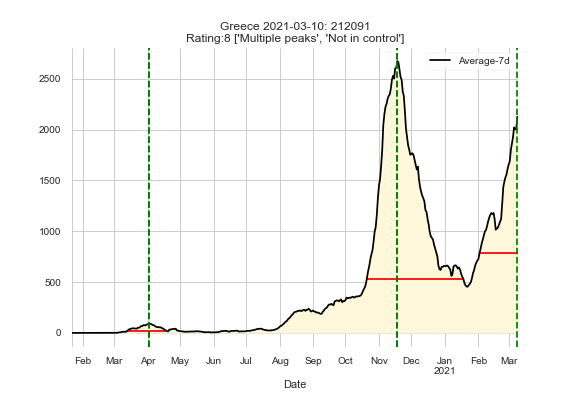 Greece 2021-03-10: 212091
Rating:8 ['Multiple peaks', 'Not in control']
Average-7d
2500
2000
1500
1000
500
0
Feb Mar Apr May Jun Jul Aug Sep Oct Nov Dec Jan Feb Mar
2021
Date